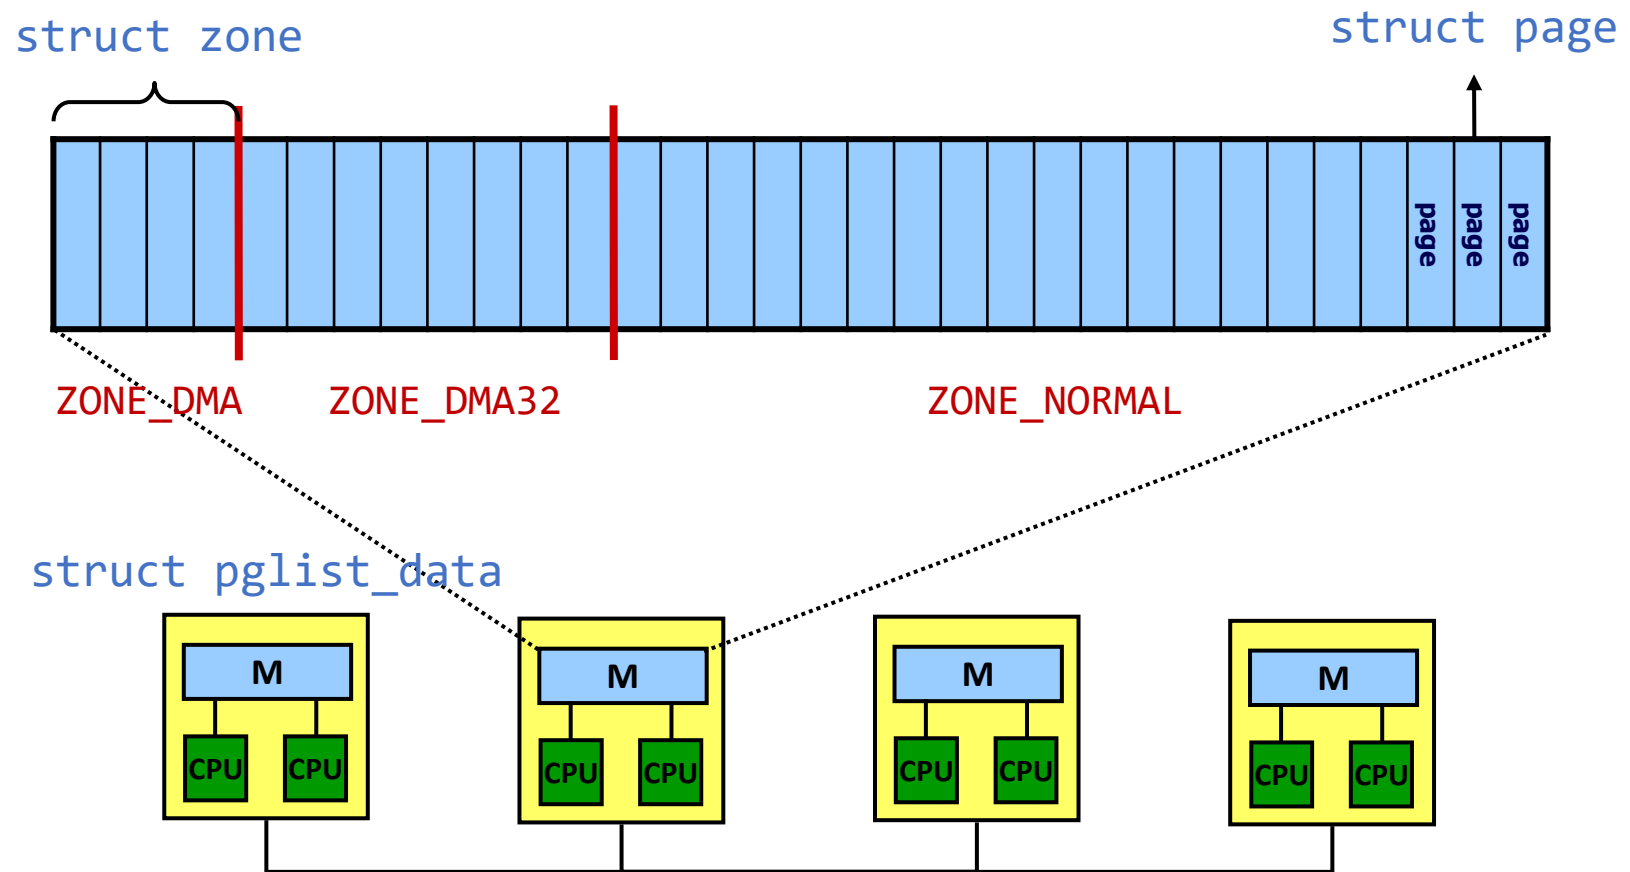 struct zone
struct page
page
page
page
ZONE_DMA
ZONE_DMA32
ZONE_NORMAL
struct pglist_data
M
M
M
M
CPU
CPU
CPU
CPU
CPU
CPU
CPU
CPU